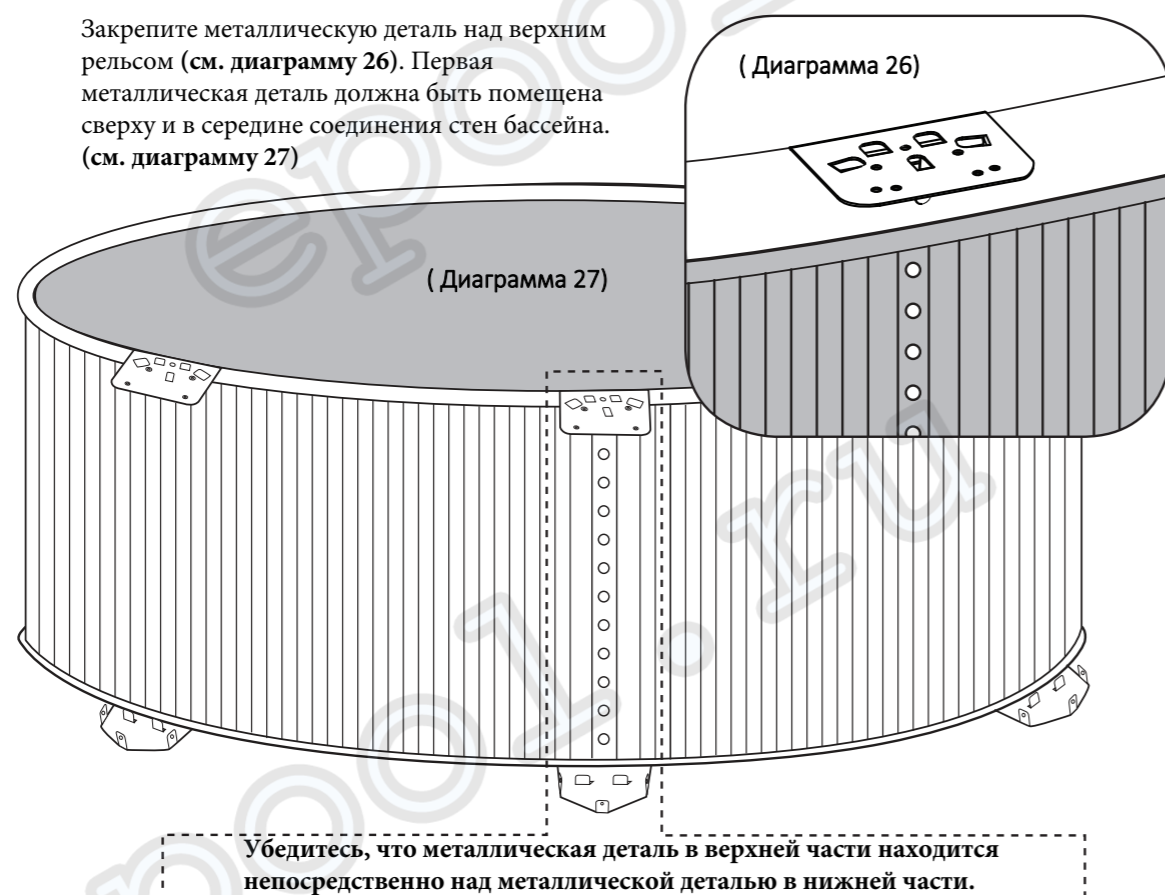 Закрепите металлическую деталь над верхним
рельсом (см. диаграмму 26). Первая
металлическая деталь должна быть помещена
сверху и в середине соединения стен бассейна.
(см. диаграмму 27)
( Диаграмма 26)
( Диаграмма 27)
Убедитесь, что металлическая деталь в верхней части находится
непосредственно над металлической деталью в нижней части.
epool.ru